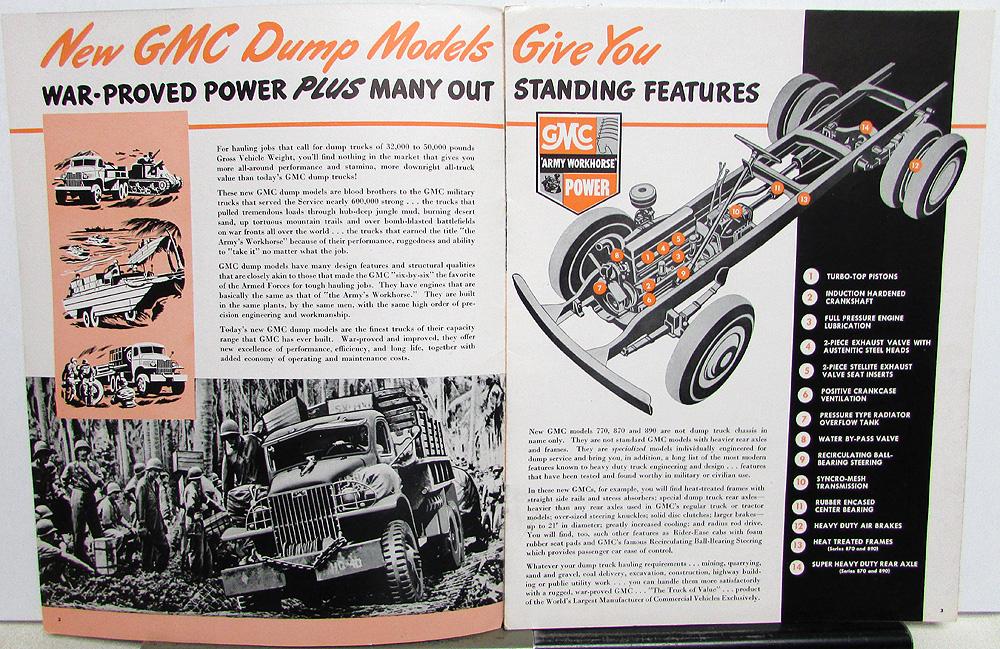 New GMC Dump Models Give You
WAR-PROVED POWER PLUS MANY OUT STANDING FEATURES
For hauling jobs that call for dump trucks of 32,000 to 50,000 pounds
Gross Vehicle Weight, you'll find nothing in the market that gives you
more all-around performance and stamina, more downright all-truck
value than today's GMC dump trucks!
These new GMC dump models are blood brothers to the GMC military
trucks that served the Service nearly 600,000 strong . . . the trucks that
pulled tremendous loads through hub-deep jungle mud, burning desert
sand, up tortuous mountain trails and over bomb-blasted battlefields
on war fronts all over the world . . . the trucks that earned the title "the
Army's Workhorse" because of their performance, ruggedness and ability
to "take it" no matter what the job.
GMC dump models have many design features and structural qualities
that are closely akin to those that made the GMC "six-by-six" the favorite
of the Armed Forces for tough hauling jobs. They have engines that are
basically the same as that of "the Army's Workhorse." They are built
in the same plants, by the same men, with the same high order of pre-
cision engineering and workmanship.
Today's new GMC dump models are the finest trucks of their capacity
range that GMC has ever built. War-proved and improved, they offer
new excellence of performance, efficiency, and long life, together with
added economy of operating and maintenance costs.
2
GMC
"ARMY WORKHORSE"
POWER
14
12
11
13
10
5
4
1
3
8
9
7
2
6
New GMC models 770, 870 and 890 are not dump truck chassis in
name only. They are not standard GMC models with heavier rear axles
and frames. They are specialized models individually engineered for
dump service and bring you, in addition, a long list of the most modern
features known to heavy duty truck engineering and design . . . features
that have been tested and found worthy in military or civilian use.
In these new GMCs, for example, you will find heat-treated frames with
straight side rails and stress absorbers; special dump truck rear axles—
heavier than any rear axles used in GMC's regular truck or tractor
models; over-sized steering knuckles; solid disc clutches; larger brakes—
up to 21" in diameter; greatly increased cooling; and radius rod drive.
You will find, too, such other features as Rider-Ease cabs with foam
rubber seat pads and GMC's famous Recirculating Ball-Bearing Steering
which provides passenger car ease of control.
Whatever your dump truck hauling requirements . . . mining, quarrying,
sand and gravel, coal delivery, excavation, construction, highway build-
ing or public utility work . . . you can handle them more satisfactorily
with a rugged, war-proved GMC . . . "The Truck of Value" . . . product
of the World's Largest Manufacturer of Commercial Vehicles Exclusively.
1 TURBO-TOP PISTONS
2 INDUCTION HARDENED
CRANKSHAFT
3 FULL PRESSURE ENGINE
LUBRICATION
4 2-PIECE EXHAUST VALVE WITH
AUSTENITIC STEEL HEADS
5 2-PIECE STELLITE EXHAUST
VALVE SEAT INSERTS
6 POSITIVE CRANKCASE
VENTILATION
7 PRESSURE TYPE RADIATOR
OVERFLOW TANK
8 WATER BY-PASS VALVE
9 RECIRCULATING BALL-
BEARING STEERING
10 SYNCRO-MESH
TRANSMISSION
11 RUBBER ENCASED
CENTER BEARING
12 HEAVY DUTY AIR BRAKES
13 HEAT TREATED FRAMES
(Series 870 and 890)
14 SUPER HEAVY DUTY REAR AXLE
(Series 870 and 890)
3